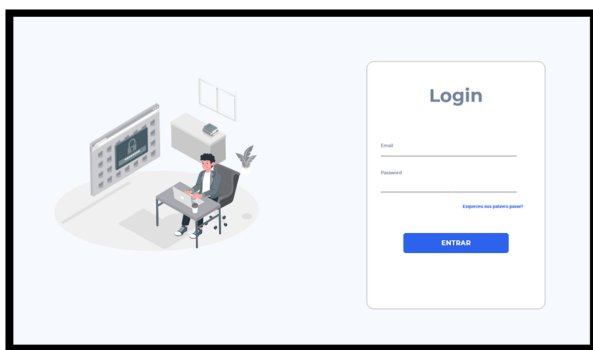 Login
Email
Password
Esqueceu sua palavra passe?
ENTRAR